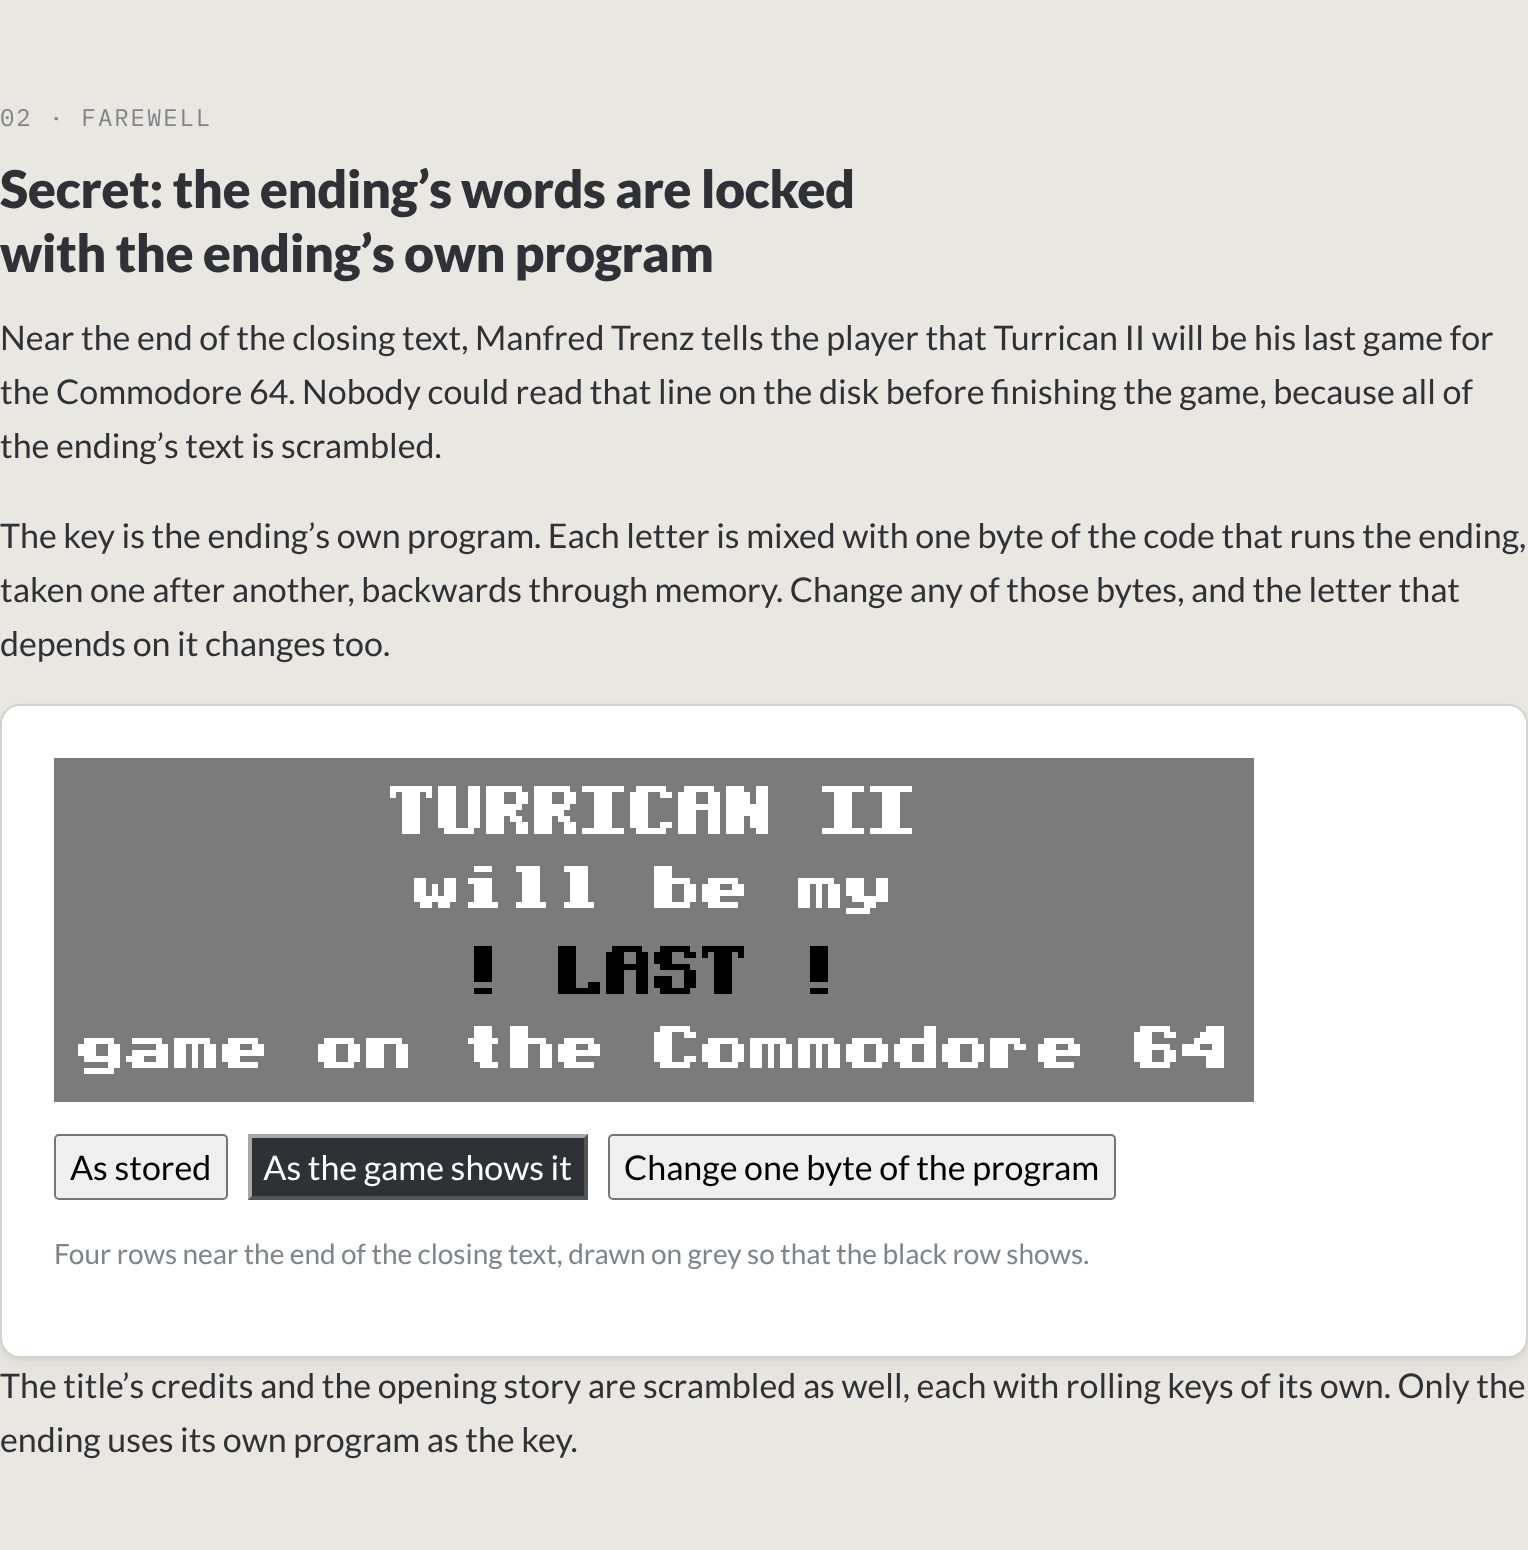 02 · FAREWELL
Secret: the ending’s words are locked
with the ending’s own program
Near the end of the closing text, Manfred Trenz tells the player that Turrican II will be his last game for
the Commodore 64. Nobody could read that line on the disk before finishing the game, because all of
the ending’s text is scrambled.
The key is the ending’s own program. Each letter is mixed with one byte of the code that runs the ending,
taken one after another, backwards through memory. Change any of those bytes, and the letter that
depends on it changes too.
TURRICAN II
will be my
! LAST !
game on the Commodore 64
As stored As the game shows it Change one byte of the program
Four rows near the end of the closing text, drawn on grey so that the black row shows.
The title’s credits and the opening story are scrambled as well, each with rolling keys of its own. Only the
ending uses its own program as the key.